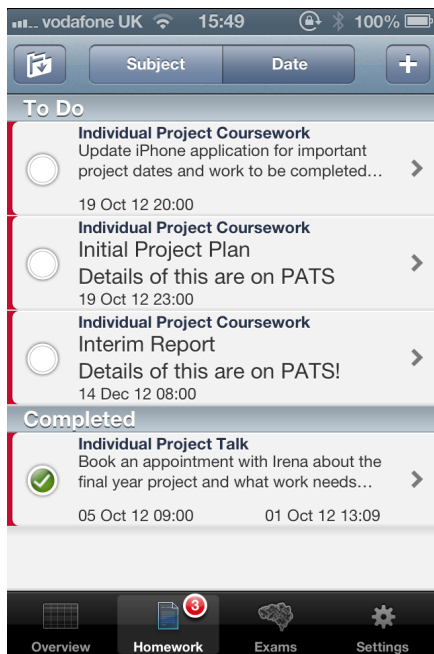 vodafone UK 15:49 100%
Subject Date +
To Do
Individual Project Coursework
Update iPhone application for important
project dates and work to be completed...
19 Oct 12 20:00
Individual Project Coursework
Initial Project Plan
Details of this are on PATS
19 Oct 12 23:00
Individual Project Coursework
Interim Report
Details of this are on PATS!
14 Dec 12 08:00
Completed
Individual Project Talk
Book an appointment with Irena about the
final year project and what work needs...
05 Oct 12 09:00 01 Oct 12 13:09
3
Overview Homework Exams Settings